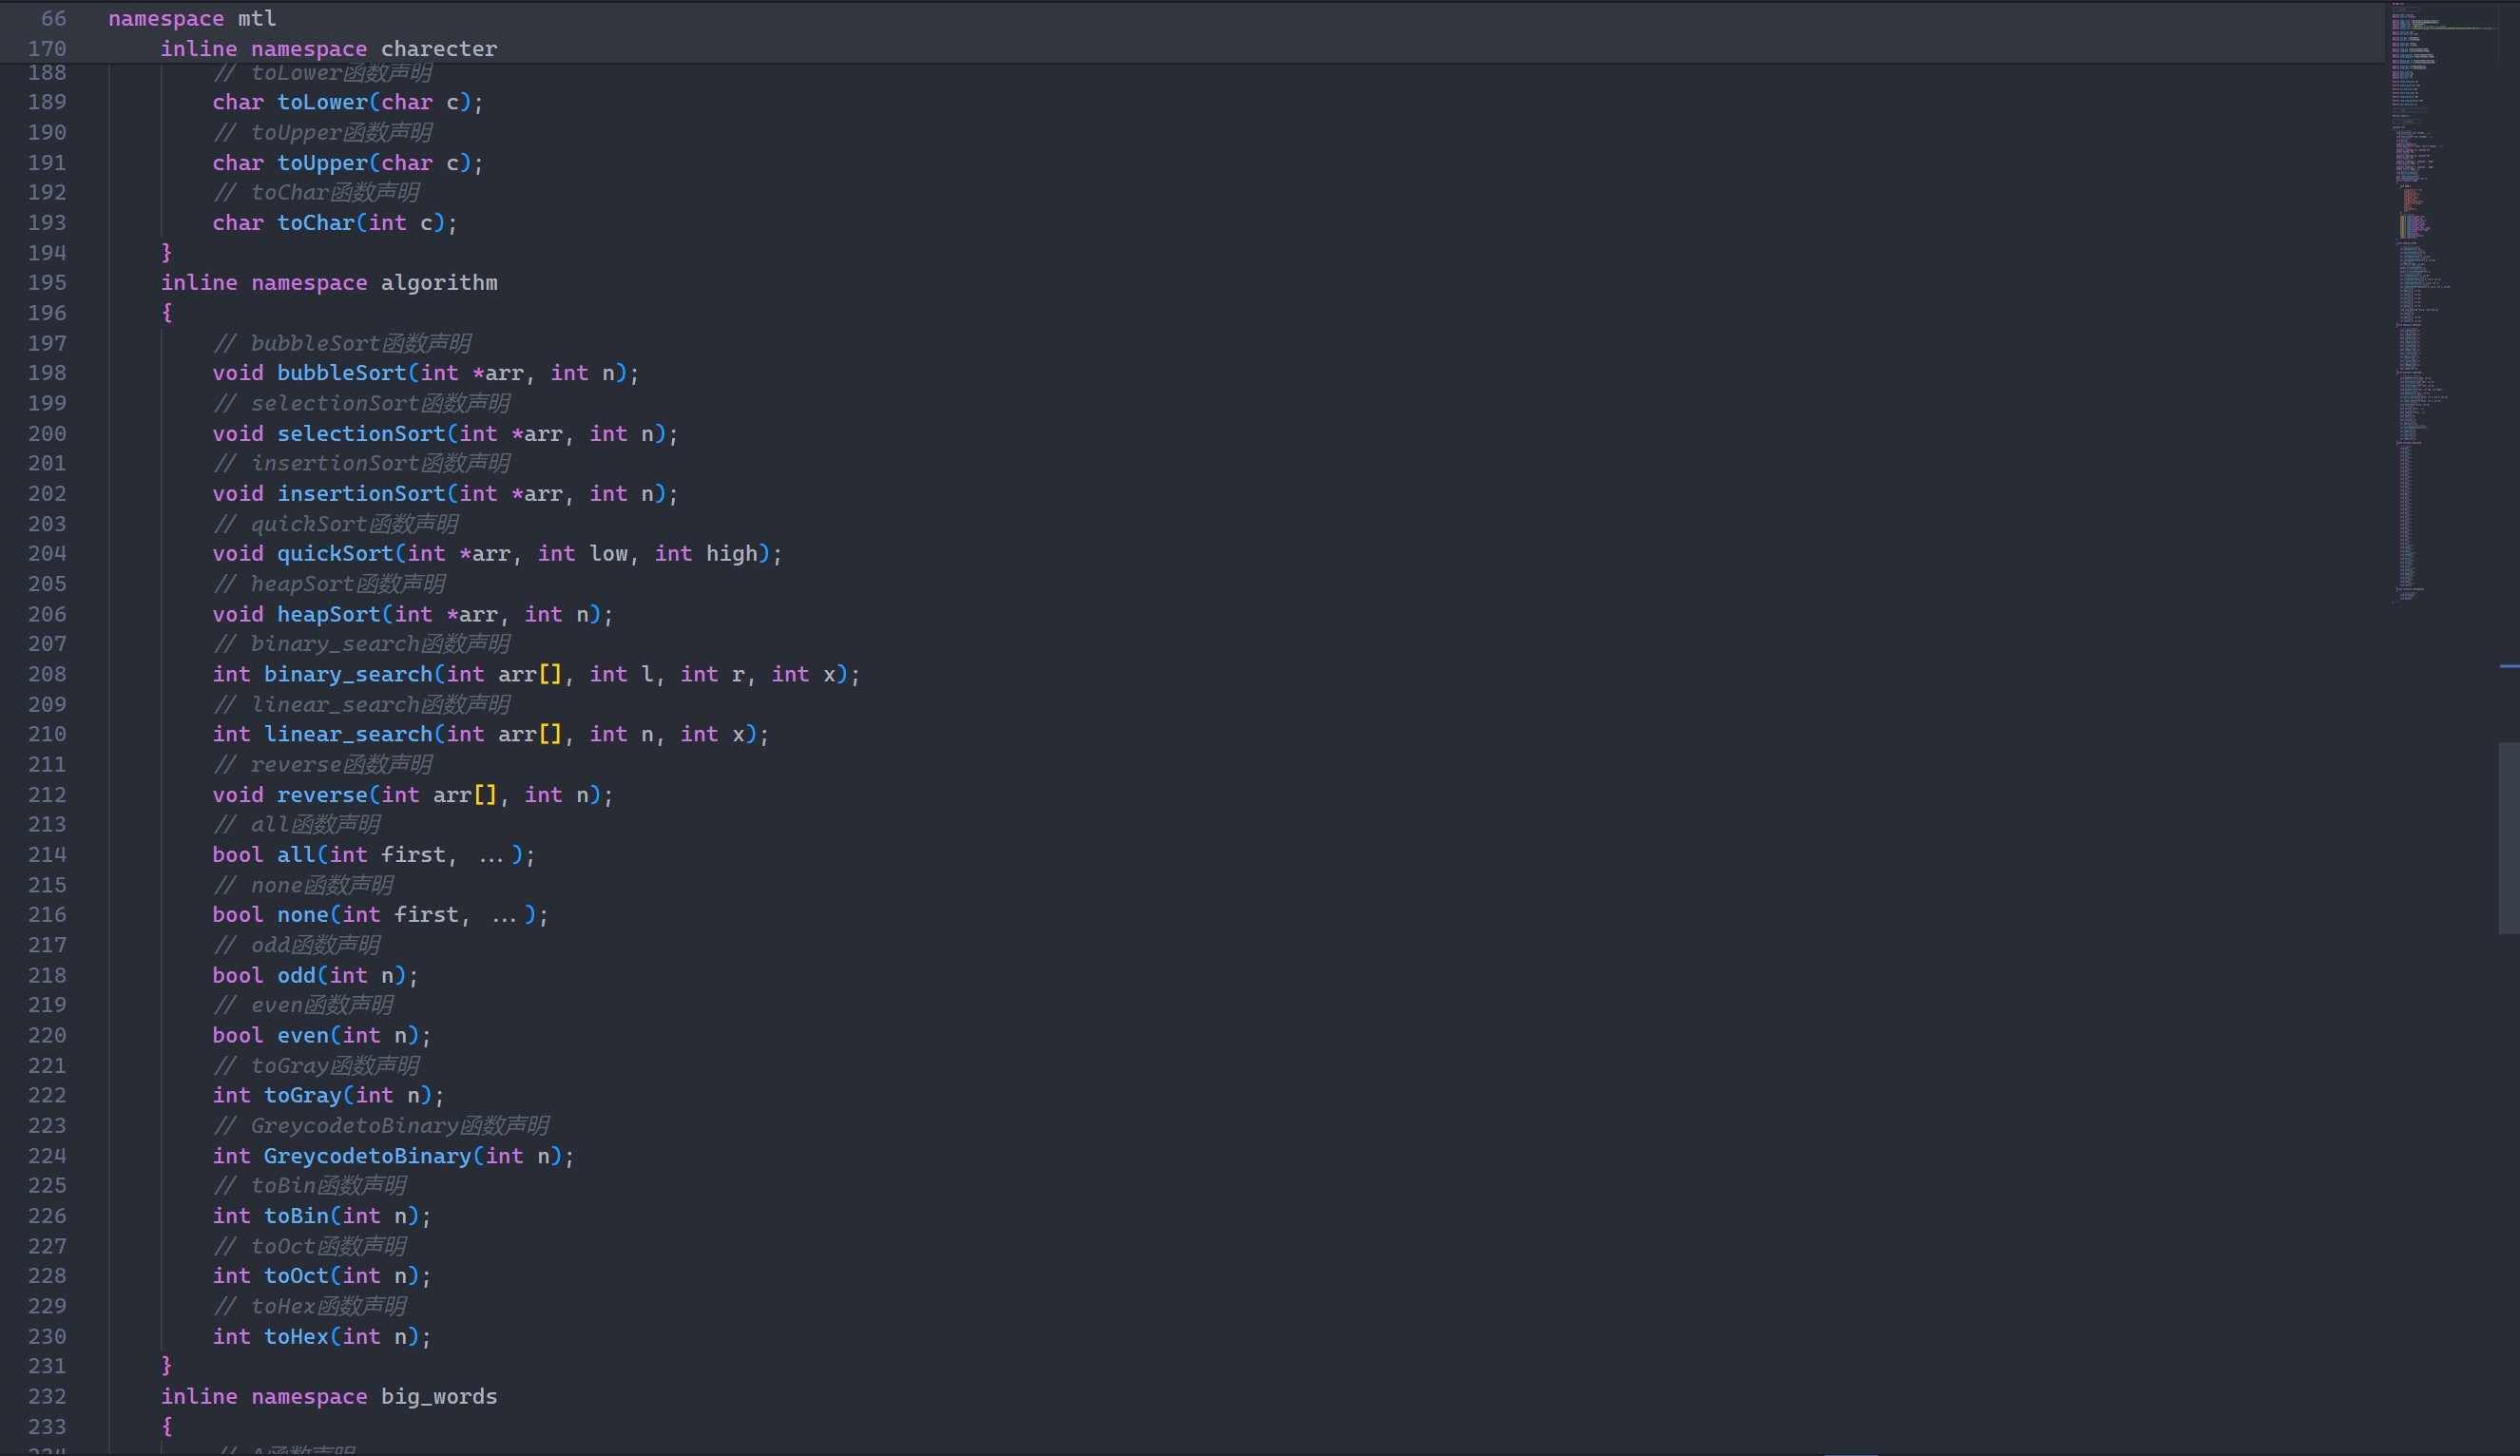 66 namespace mtl
170 inline namespace charecter
188 // toLower函数声明
189 char toLower(char c);
190 // toUpper函数声明
191 char toUpper(char c);
192 // toChar函数声明
193 char toChar(int c);
194 }
195 inline namespace algorithm
196 {
197 // bubbleSort函数声明
198 void bubbleSort(int *arr, int n);
199 // selectionSort函数声明
200 void selectionSort(int *arr, int n);
201 // insertionSort函数声明
202 void insertionSort(int *arr, int n);
203 // quickSort函数声明
204 void quickSort(int *arr, int low, int high);
205 // heapSort函数声明
206 void heapSort(int *arr, int n);
207 // binary_search函数声明
208 int binary_search(int arr[], int l, int r, int x);
209 // linear_search函数声明
210 int linear_search(int arr[], int n, int x);
211 // reverse函数声明
212 void reverse(int arr[], int n);
213 // all函数声明
214 bool all(int first, ...);
215 // none函数声明
216 bool none(int first, ...);
217 // odd函数声明
218 bool odd(int n);
219 // even函数声明
220 bool even(int n);
221 // toGray函数声明
222 int toGray(int n);
223 // GreycodetoBinary函数声明
224 int GreycodetoBinary(int n);
225 // toBin函数声明
226 int toBin(int n);
227 // toOct函数声明
228 int toOct(int n);
229 // toHex函数声明
230 int toHex(int n);
231 }
232 inline namespace big_words
233 {
234 // A函数声明